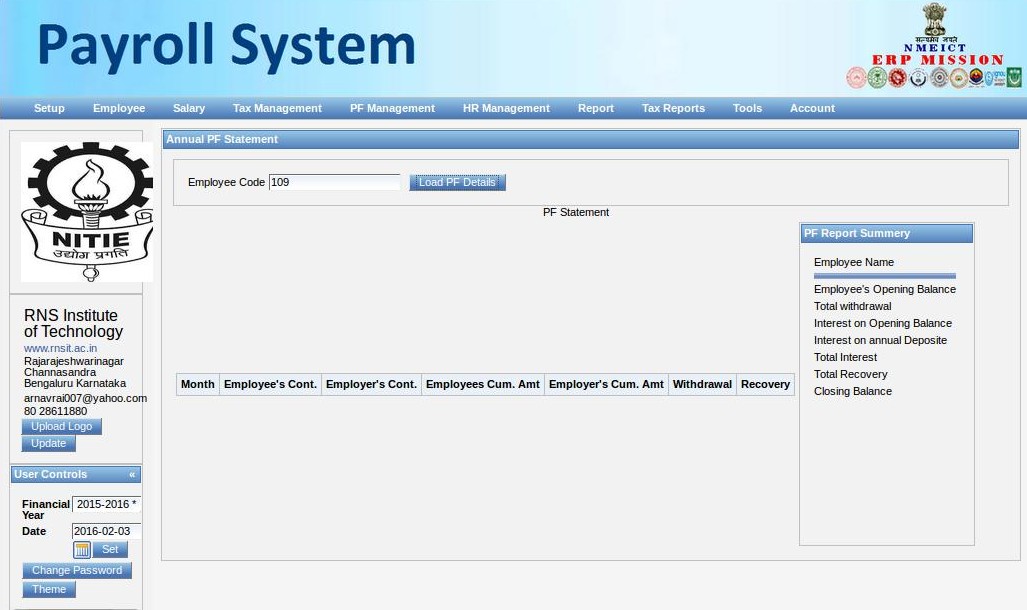 Payroll System
सत्यमेव जयते
NMEICT
ERP MISSION
Setup Employee Salary Tax Management PF Management HR Management Report Tax Reports Tools Account
NITIE
उद्योग प्रगति
RNS Institute
of Technology
www.rnsit.ac.in
Rajarajeshwarinagar
Channasandra
Bengaluru Karnataka
arnavrai007@yahoo.com
80 28611880
Upload Logo
Update
User Controls «
Financial Year 2015-2016 *
Date 2016-02-03
Set
Change Password
Theme
Annual PF Statement
Employee Code 109 Load PF Details
PF Statement
Month Employee's Cont. Employer's Cont. Employees Cum. Amt Employer's Cum. Amt Withdrawal Recovery
PF Report Summery
Employee Name
Employee's Opening Balance
Total withdrawal
Interest on Opening Balance
Interest on annual Deposite
Total Interest
Total Recovery
Closing Balance